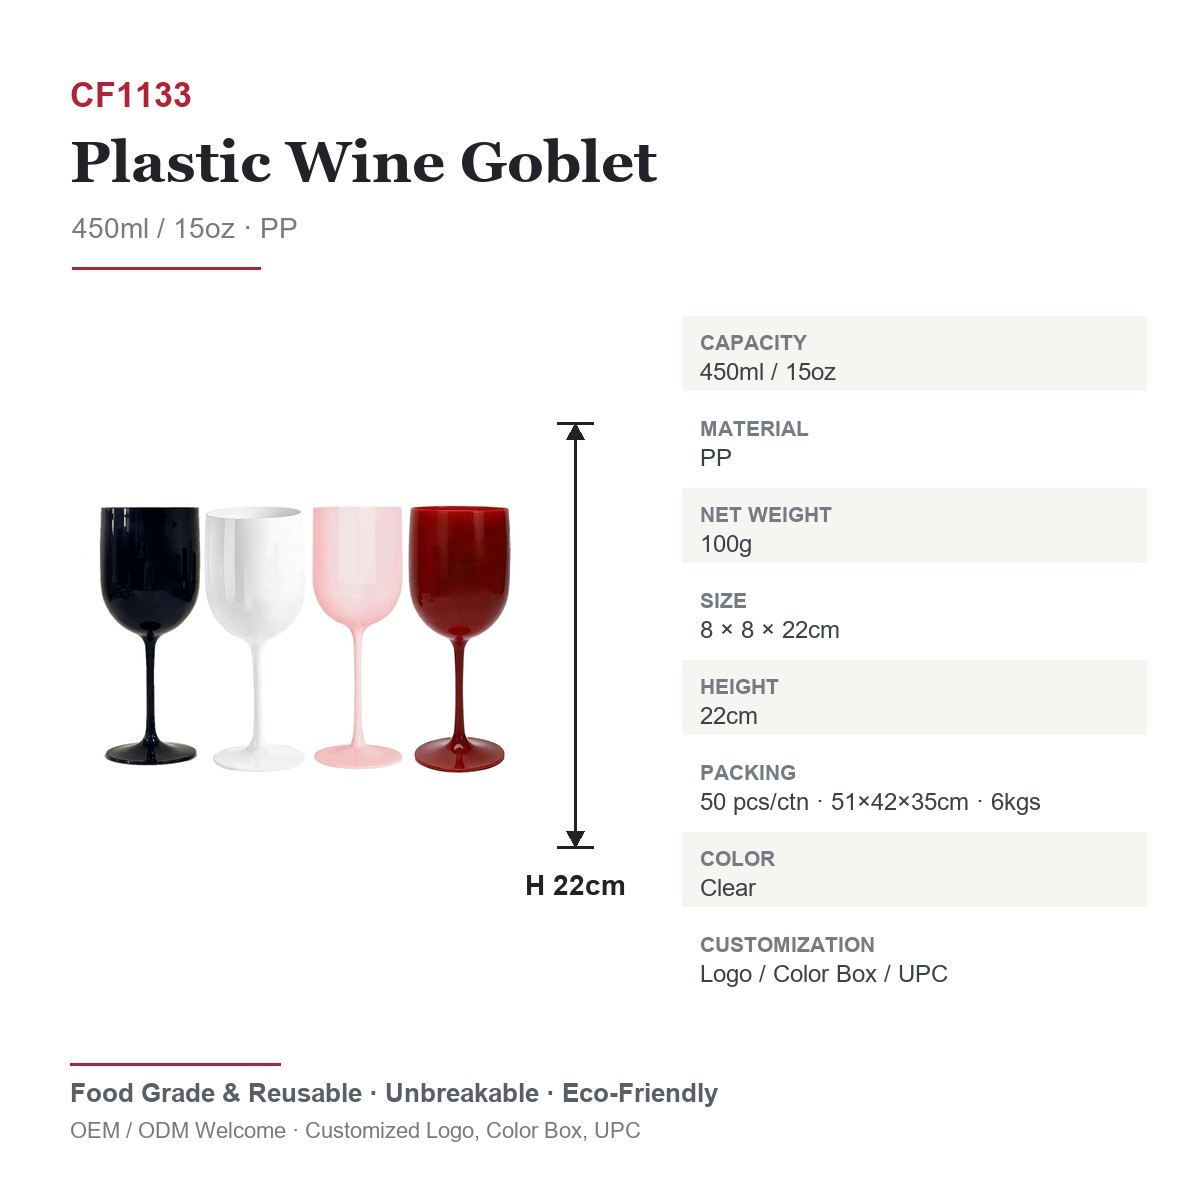 CF1133
Plastic Wine Goblet
450ml / 15oz · PP
CAPACITY
450ml / 15oz
MATERIAL
PP
NET WEIGHT
100g
SIZE
8 × 8 × 22cm
HEIGHT
22cm
PACKING
50 pcs/ctn · 51×42×35cm · 6kgs
COLOR
Clear
CUSTOMIZATION
Logo / Color Box / UPC
H 22cm
Food Grade & Reusable · Unbreakable · Eco-Friendly
OEM / ODM Welcome · Customized Logo, Color Box, UPC